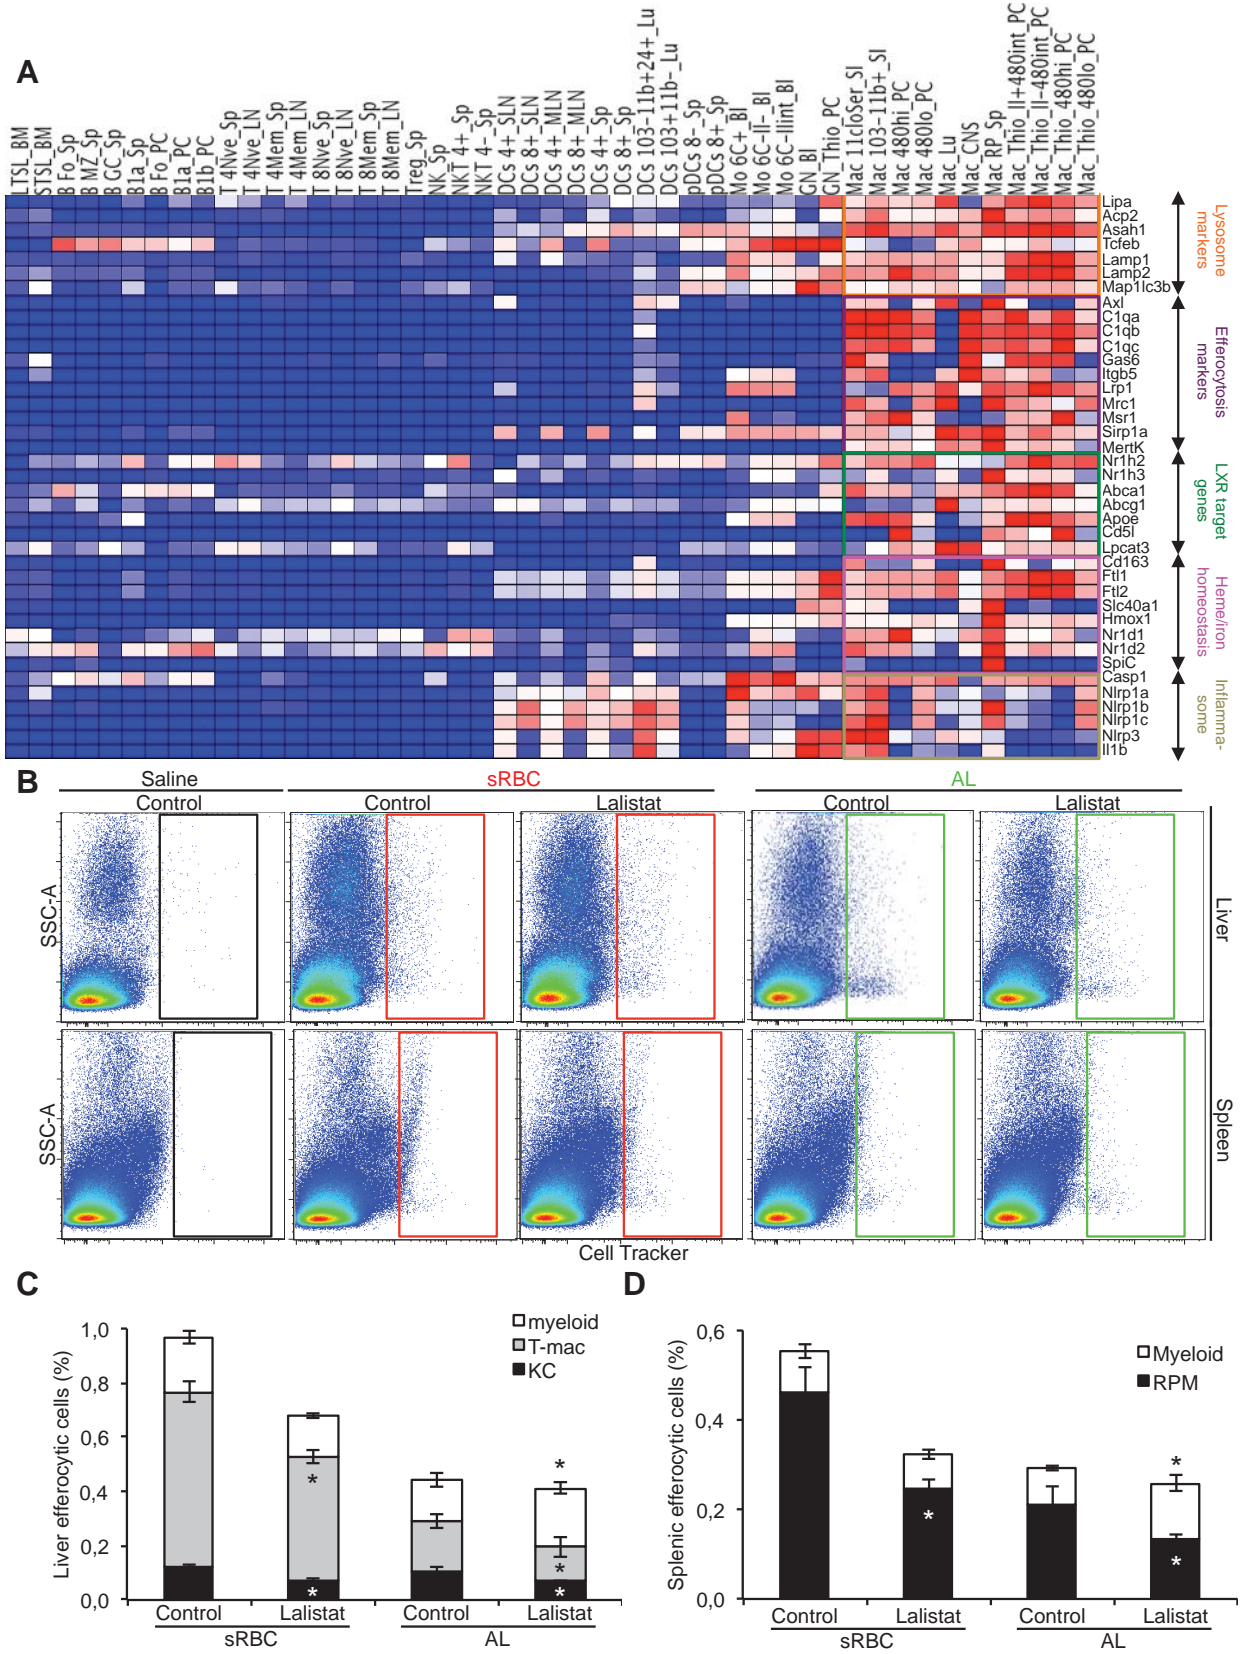 A
LTSL_BM
STSL_BM
B Fo_Sp
B MZ_Sp
B GC_Sp
B1a_Sp
B Fo_PC
B1a_PC
B1b_PC
T 4Nve_Sp
T 4Nve_LN
T 4Mem_Sp
T 4Mem_LN
T 8Nve_Sp
T 8Nve_LN
T 8Mem_Sp
T 8Mem_LN
Treg_Sp
NK_Sp
NKT 4+_Sp
NKT 4-_Sp
DCs 4+_SLN
DCs 8+_SLN
DCs 4+_MLN
DCs 8+_MLN
DCs 4+_Sp
DCs 8+_Sp
DCs 103-11b+24+_Lu
DCs 103+11b-_Lu
pDCs 8-_Sp
pDCs 8+_Sp
Mo 6C+_Bl
Mo 6C-II-_Bl
Mo 6C-IIint_Bl
GN_Bl
GN_Thio_PC
Mac 11cloSer_SI
Mac 103-11b+_SI
Mac 480hi_PC
Mac 480lo_PC
Mac_Lu
Mac_CNS
Mac RP_Sp
Mac_Thio_II+480int_PC
Mac_Thio_II-480int_PC
Mac_Thio_480hi_PC
Mac_Thio_480lo_PC
Lipa
Acp2
Asah1
Tcfeb
Lamp1
Lamp2
Map1lc3b
Axl
C1qa
C1qb
C1qc
Gas6
Itgb5
Lrp1
Mrc1
Msr1
Sirp1a
MertK
Nr1h2
Nr1h3
Abca1
Abcg1
Apoe
Cd5l
Lpcat3
Cd163
Ftl1
Ftl2
Slc40a1
Hmox1
Nr1d1
Nr1d2
SpiC
Casp1
Nlrp1a
Nlrp1b
Nlrp1c
Nlrp3
Il1b
Lysosome
markers
Efferocytosis
markers
LXR target
genes
Heme/iron
homeostasis
Inflamma-
some
B
Saline
sRBC
AL
Control
Control
Lalistat
Control
Lalistat
SSC-A
Liver
SSC-A
Spleen
Cell Tracker
C
Liver efferocytic cells (%)
1,0
0,8
0,6
0,4
0,2
0,0
myeloid
T-mac
KC
*
*
*
*
*
Control
Lalistat
Control
Lalistat
sRBC
AL
D
Splenic efferocytic cells (%)
0,6
0,4
0,2
0,0
Myeloid
RPM
*
*
*
Control
Lalistat
Control
Lalistat
sRBC
AL